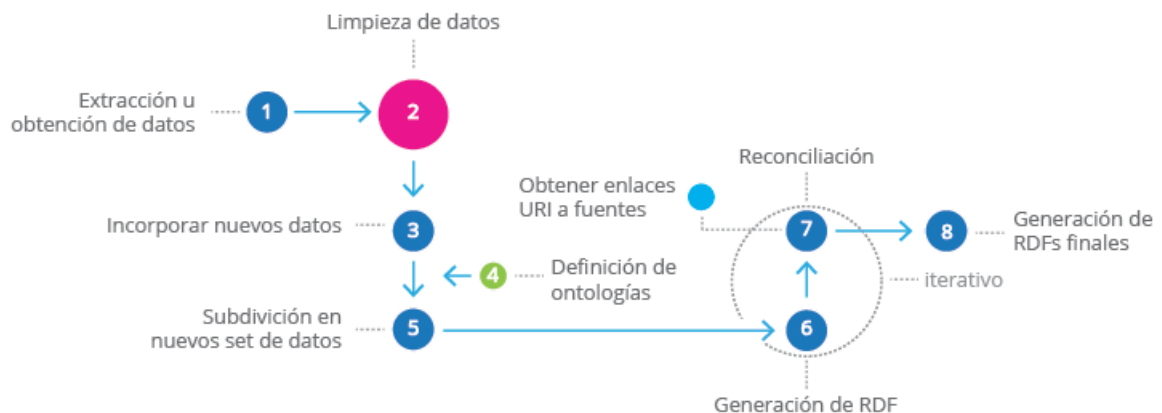 Limpieza de datos
Extracción u
obtención de datos
1
2
Incorporar nuevos datos
3
4
Definición de
ontologías
Subdivisión en
nuevos set de datos
5
6
Generación de RDF
Reconciliación
Obtener enlaces
URI a fuentes
7
iterativo
8
Generación de
RDFs finales